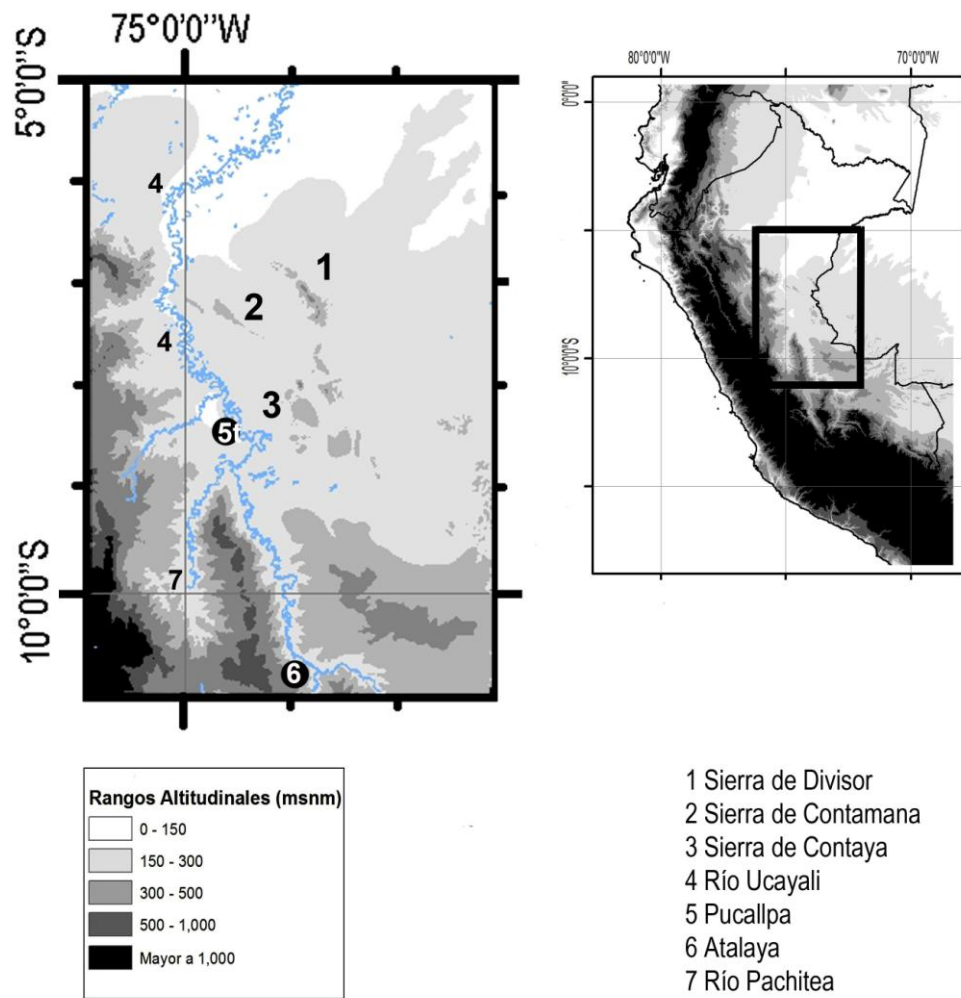 75°0'0"W
5°0'0"S
10°0'0"S
1
2
3
4
4
5
6
7
80°0'0"W
70°0'0"W
0°0'0"
10°0'0"S
Rangos Altitudinales (msnm)
0 - 150
150 - 300
300 - 500
500 - 1,000
Mayor a 1,000
1 Sierra de Divisor
2 Sierra de Contamana
3 Sierra de Contaya
4 Río Ucayali
5 Pucallpa
6 Atalaya
7 Río Pachitea